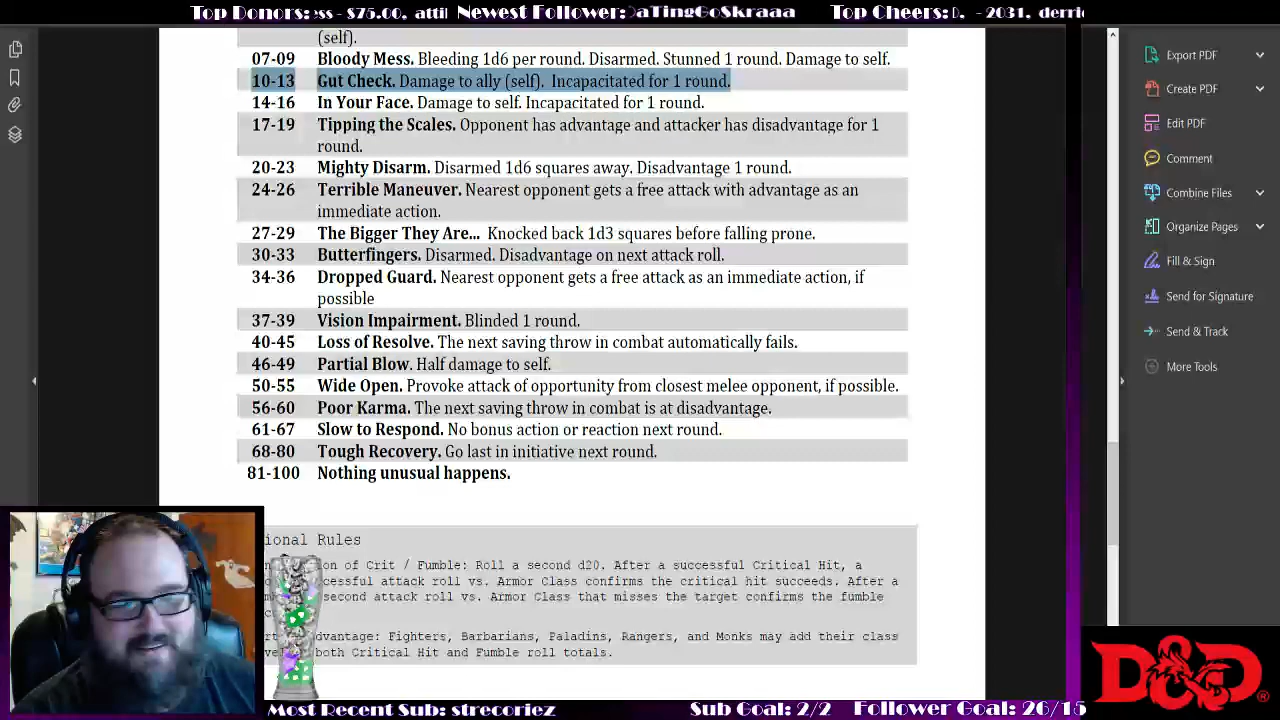 Top Donors: ss - $75.00, attil Newest Follower: aTingGoSkraaa Top Cheers: - 2031, derri
(self).
07-09 Bloody Mess. Bleeding 1d6 per round. Disarmed. Stunned 1 round. Damage to self.
10-13 Gut Check. Damage to ally (self). Incapacitated for 1 round.
14-16 In Your Face. Damage to self. Incapacitated for 1 round.
17-19 Tipping the Scales. Opponent has advantage and attacker has disadvantage for 1
round.
20-23 Mighty Disarm. Disarmed 1d6 squares away. Disadvantage 1 round.
24-26 Terrible Maneuver. Nearest opponent gets a free attack with advantage as an
immediate action.
27-29 The Bigger They Are... Knocked back 1d3 squares before falling prone.
30-33 Butterfingers. Disarmed. Disadvantage on next attack roll.
34-36 Dropped Guard. Nearest opponent gets a free attack as an immediate action, if
possible
37-39 Vision Impairment. Blinded 1 round.
40-45 Loss of Resolve. The next saving throw in combat automatically fails.
46-49 Partial Blow. Half damage to self.
50-55 Wide Open. Provoke attack of opportunity from closest melee opponent, if possible.
56-60 Poor Karma. The next saving throw in combat is at disadvantage.
61-67 Slow to Respond. No bonus action or reaction next round.
68-80 Tough Recovery. Go last in initiative next round.
81-100 Nothing unusual happens.
ional Rules
on of Crit / Fumble: Roll a second d20. After a successful Critical Hit, a
cessful attack roll vs. Armor Class confirms the critical hit succeeds. After a
second attack roll vs. Armor Class that misses the target confirms the fumble
dvantage: Fighters, Barbarians, Paladins, Rangers, and Monks may add their class
both Critical Hit and Fumble roll totals.
Export PDF
Create PDF
Edit PDF
Comment
Combine Files
Organize Pages
Fill & Sign
Send for Signature
Send & Track
More Tools
D&D
Most Recent Sub: strecoriez Sub Goal: 2/2 Follower Goal: 26/15